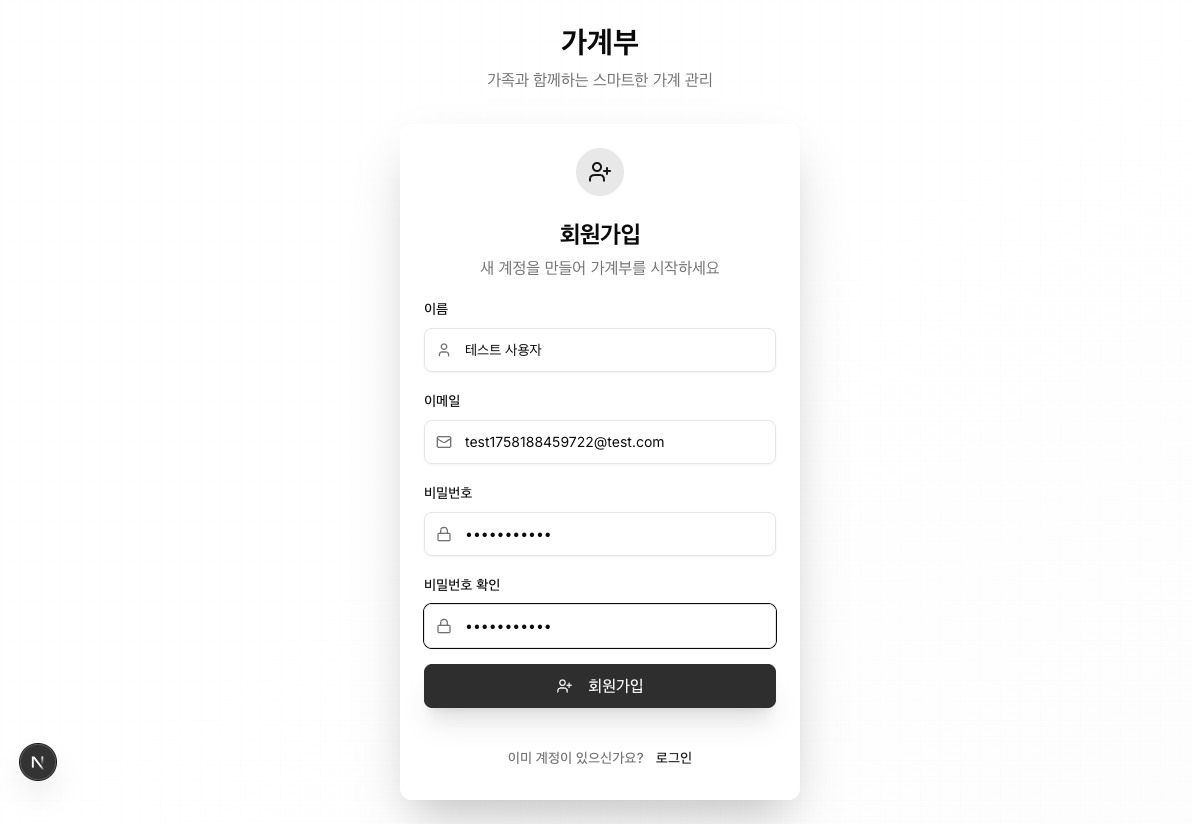 가계부
가족과 함께하는 스마트한 가계 관리
회원가입
새 계정을 만들어 가계부를 시작하세요
이름
테스트 사용자
이메일
test1758188459722@test.com
비밀번호
•••••••••••
비밀번호 확인
•••••••••••
회원가입
이미 계정이 있으신가요? 로그인
N